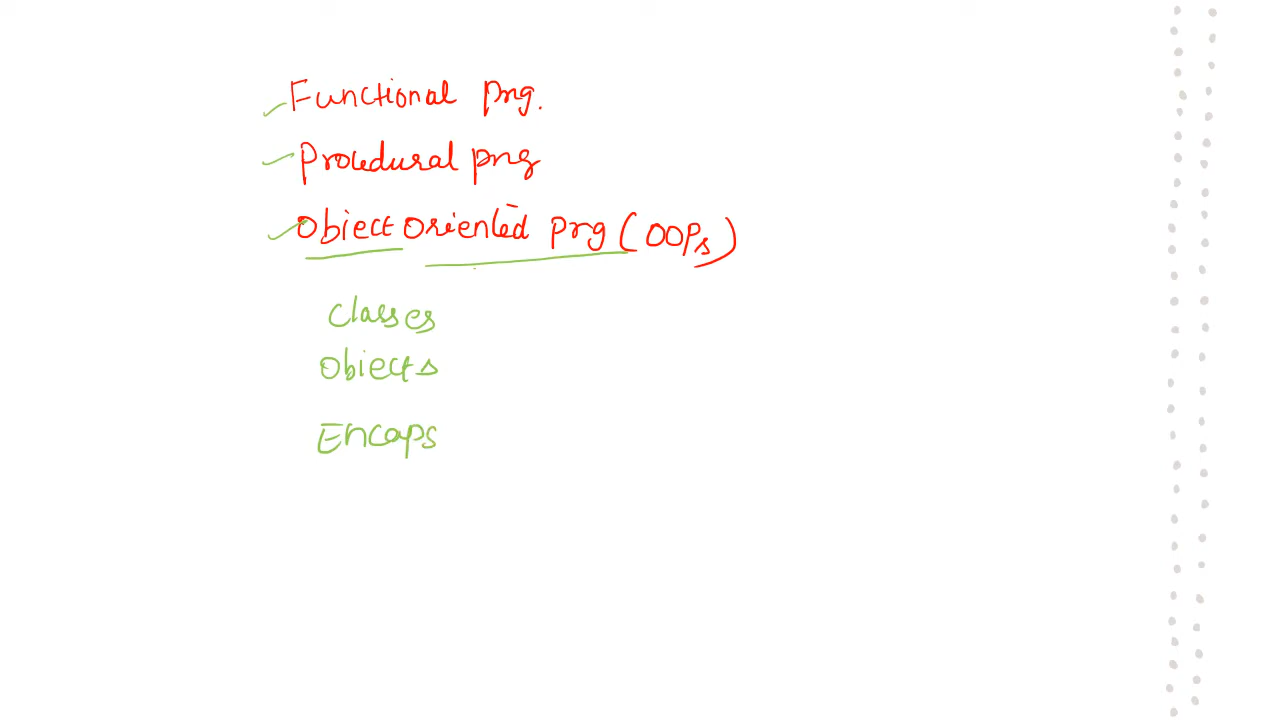 Functional prg.
Procedural prg
Object oriented prg (OOPs)
Classes
Objects
Encaps